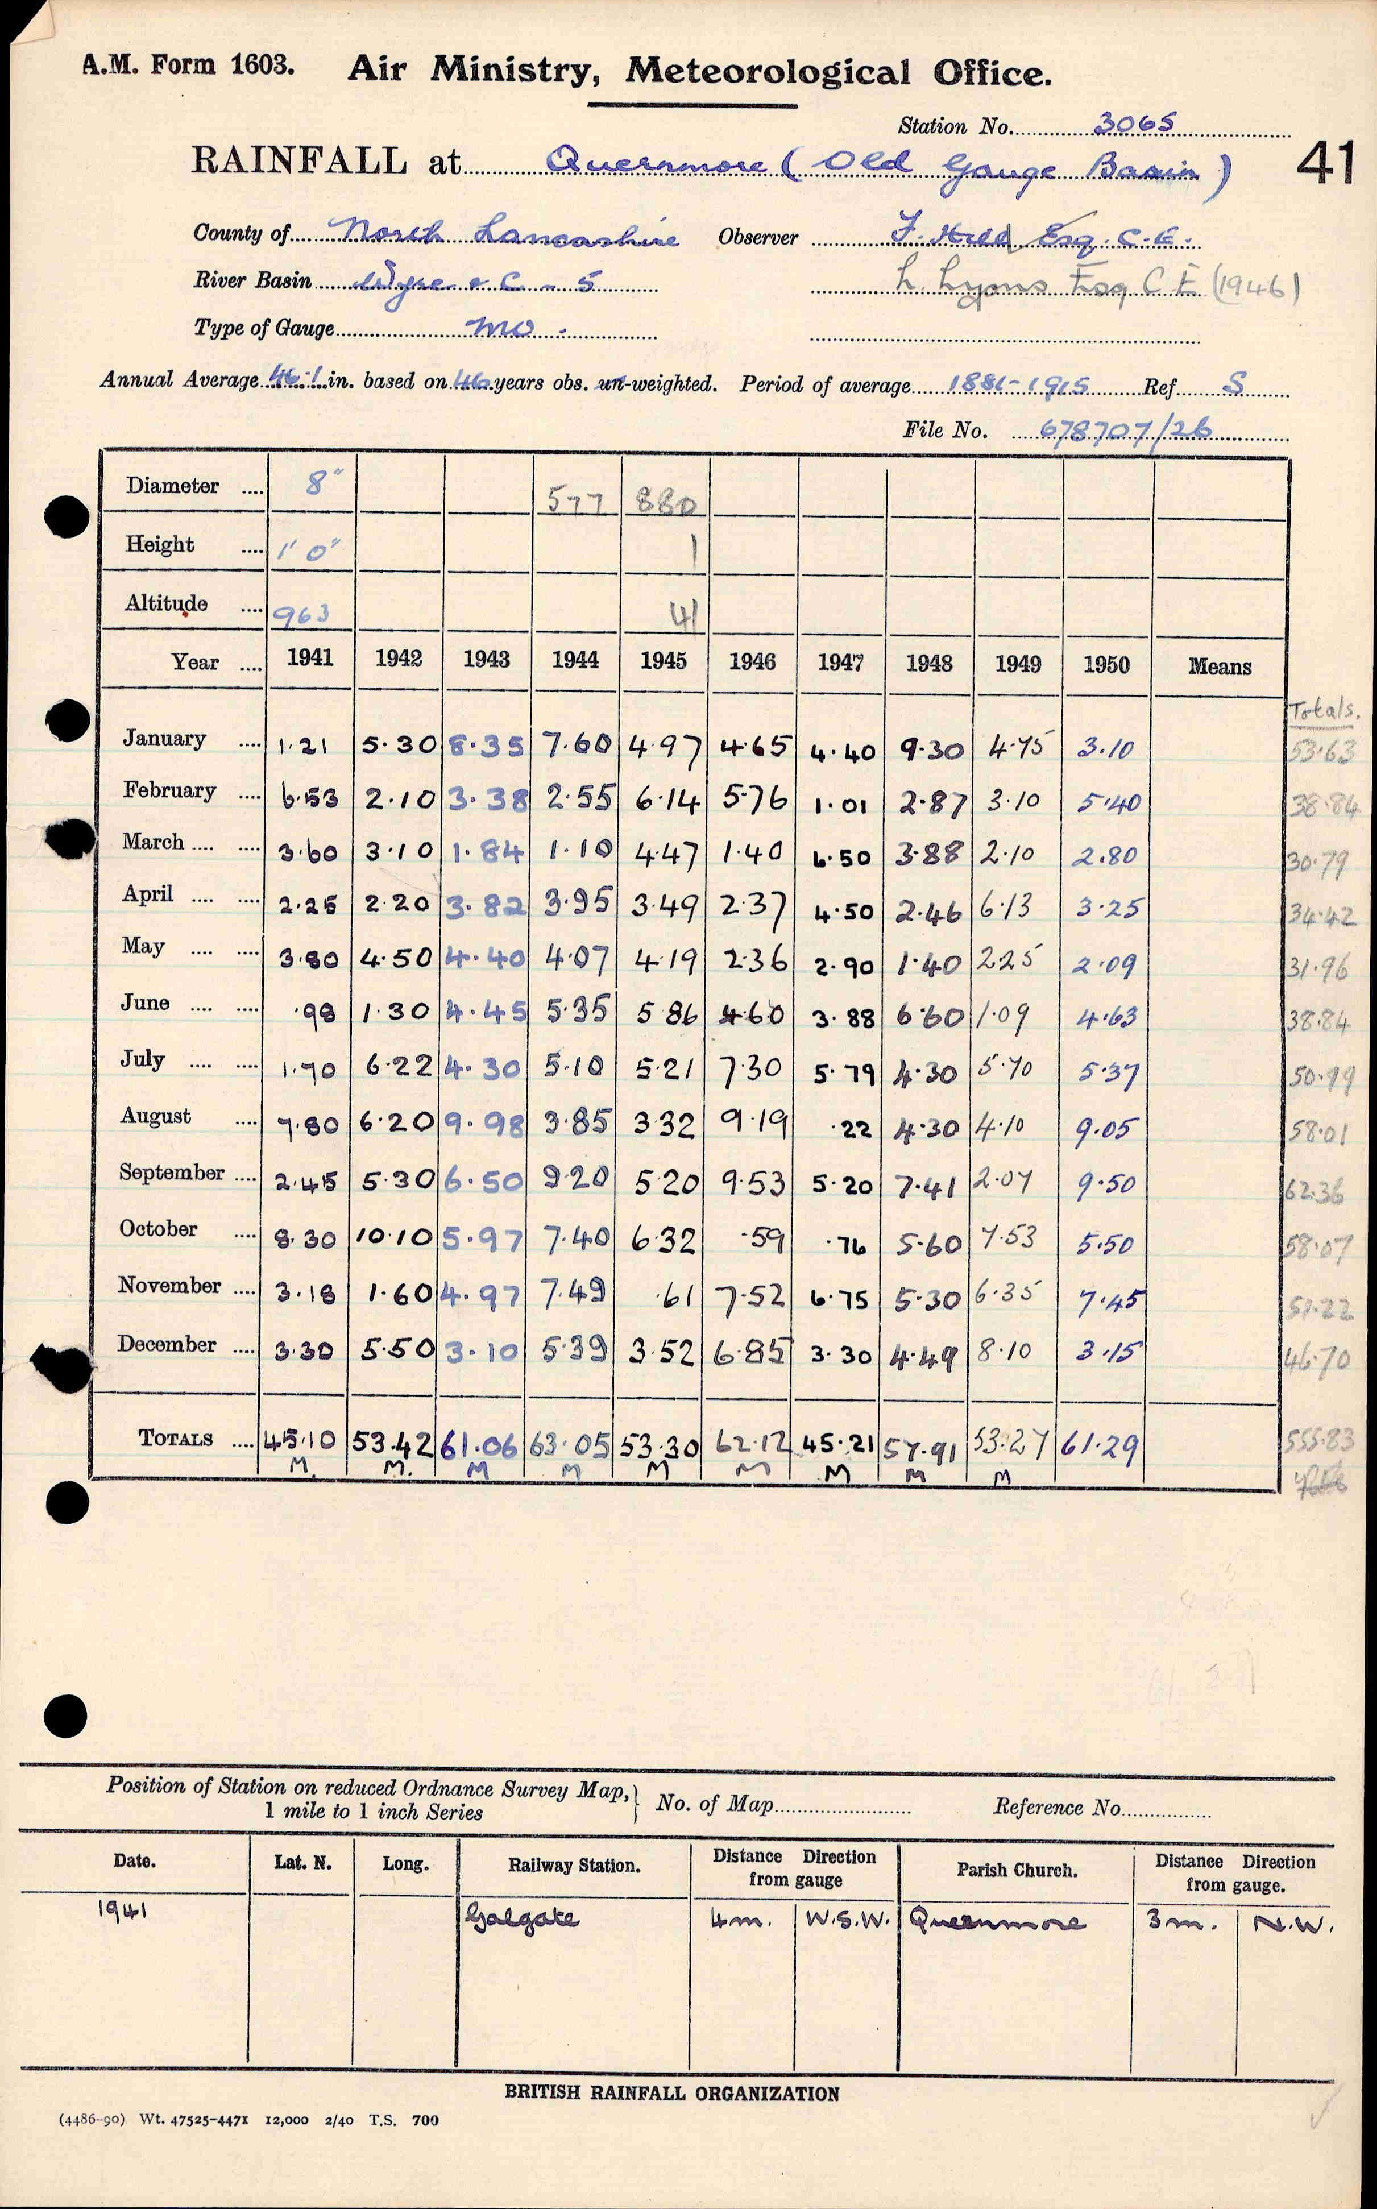 A.M. Form 1603. Air Ministry, Meteorological Office.
Station No. 3065
RAINFALL at Quernmore (Old Gauge Basin) 41
County of North Lancashire Observer F. Hill Esq. C.E.
River Basin Wyre & C - 5 L Lyons Esq C E (1946)
Type of Gauge MO.
Annual Average 46.1 in. based on years obs. un-weighted. Period of average 1881-1915 Ref S
File No. 678707/26
Diameter .... 8" 577 880
Height .... 1' 0" 1
Altitude .... 963 41
Year .... 1941 1942 1943 1944 1945 1946 1947 1948 1949 1950 Means
Totals.
January .... 1.21 5.30 8.35 7.60 4.97 4.65 4.40 9.30 4.75 3.10 53.63
February .... 6.53 2.10 3.38 2.55 6.14 5.76 1.01 2.87 3.10 5.40 38.84
March .... .... 3.60 3.10 1.84 1.10 4.47 1.40 6.50 3.88 2.10 2.80 30.79
April .... .... 2.25 2.20 3.82 3.95 3.49 2.37 4.50 2.46 6.13 3.25 34.42
May .... .... 3.80 4.50 4.40 4.07 4.19 2.36 2.90 1.40 2.25 2.09 31.96
June .... .... .98 1.30 4.45 5.35 5.86 4.60 3.88 6.60 1.09 4.63 38.84
July .... .... 1.70 6.22 4.30 5.10 5.21 7.30 5.79 4.30 5.70 5.37 50.99
August .... 7.80 6.20 9.98 3.85 3.32 9.19 .22 4.30 4.10 9.05 58.01
September .... 2.45 5.30 6.50 9.20 5.20 9.53 5.20 7.41 2.07 9.50 62.36
October .... 8.30 10.10 5.97 7.40 6.32 .59 .76 5.60 7.53 5.50 58.07
November .... 3.18 1.60 4.97 7.49 .61 7.52 6.75 5.30 6.35 7.45 51.22
December .... 3.30 5.50 3.10 5.39 3.52 6.85 3.30 4.49 8.10 3.15 46.70
TOTALS .... 45.10 53.42 61.06 63.05 53.30 62.12 45.21 57.91 53.27 61.29 555.83
M. M. M M M M M M M
Position of Station on reduced Ordnance Survey Map, } No. of Map Reference No.
1 mile to 1 inch Series
Date. Lat. N. Long. Railway Station. Distance Direction from gauge Parish Church. Distance Direction from gauge.
1941 Galgate 4m. W.S.W. Quernmore 3m. N.W.
BRITISH RAINFALL ORGANIZATION
(4486-90) Wt. 47525-4471 12,000 2/40 T.S. 700